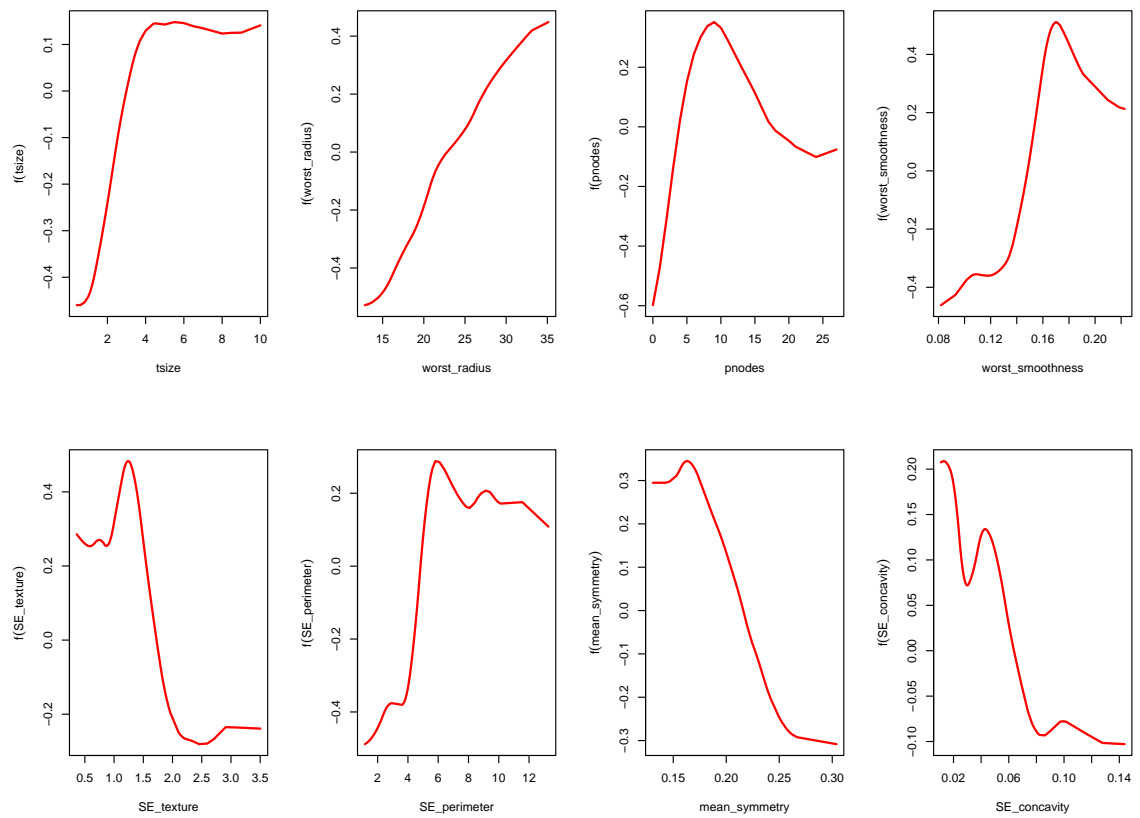 f(tsize)
−0.4 −0.3 −0.2 −0.1 0.0 0.1
2 4 6 8 10
tsize
f(worst_radius)
−0.4 −0.2 0.0 0.2 0.4
15 20 25 30 35
worst_radius
f(pnodes)
−0.6 −0.4 −0.2 0.0 0.2
0 5 10 15 20 25
pnodes
f(worst_smoothness)
−0.4 −0.2 0.0 0.2 0.4
0.08 0.12 0.16 0.20
worst_smoothness
f(SE_texture)
−0.2 0.0 0.2 0.4
0.5 1.0 1.5 2.0 2.5 3.0 3.5
SE_texture
f(SE_perimeter)
−0.4 −0.2 0.0 0.2
2 4 6 8 10 12
SE_perimeter
f(mean_symmetry)
−0.3 −0.2 −0.1 0.0 0.1 0.2 0.3
0.15 0.20 0.25 0.30
mean_symmetry
f(SE_concavity)
−0.10 −0.05 0.00 0.05 0.10 0.15 0.20
0.02 0.06 0.10 0.14
SE_concavity